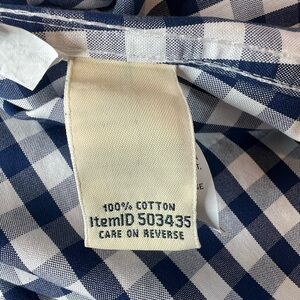 100% COTTON
ItemID 503435
CARE ON REVERSE